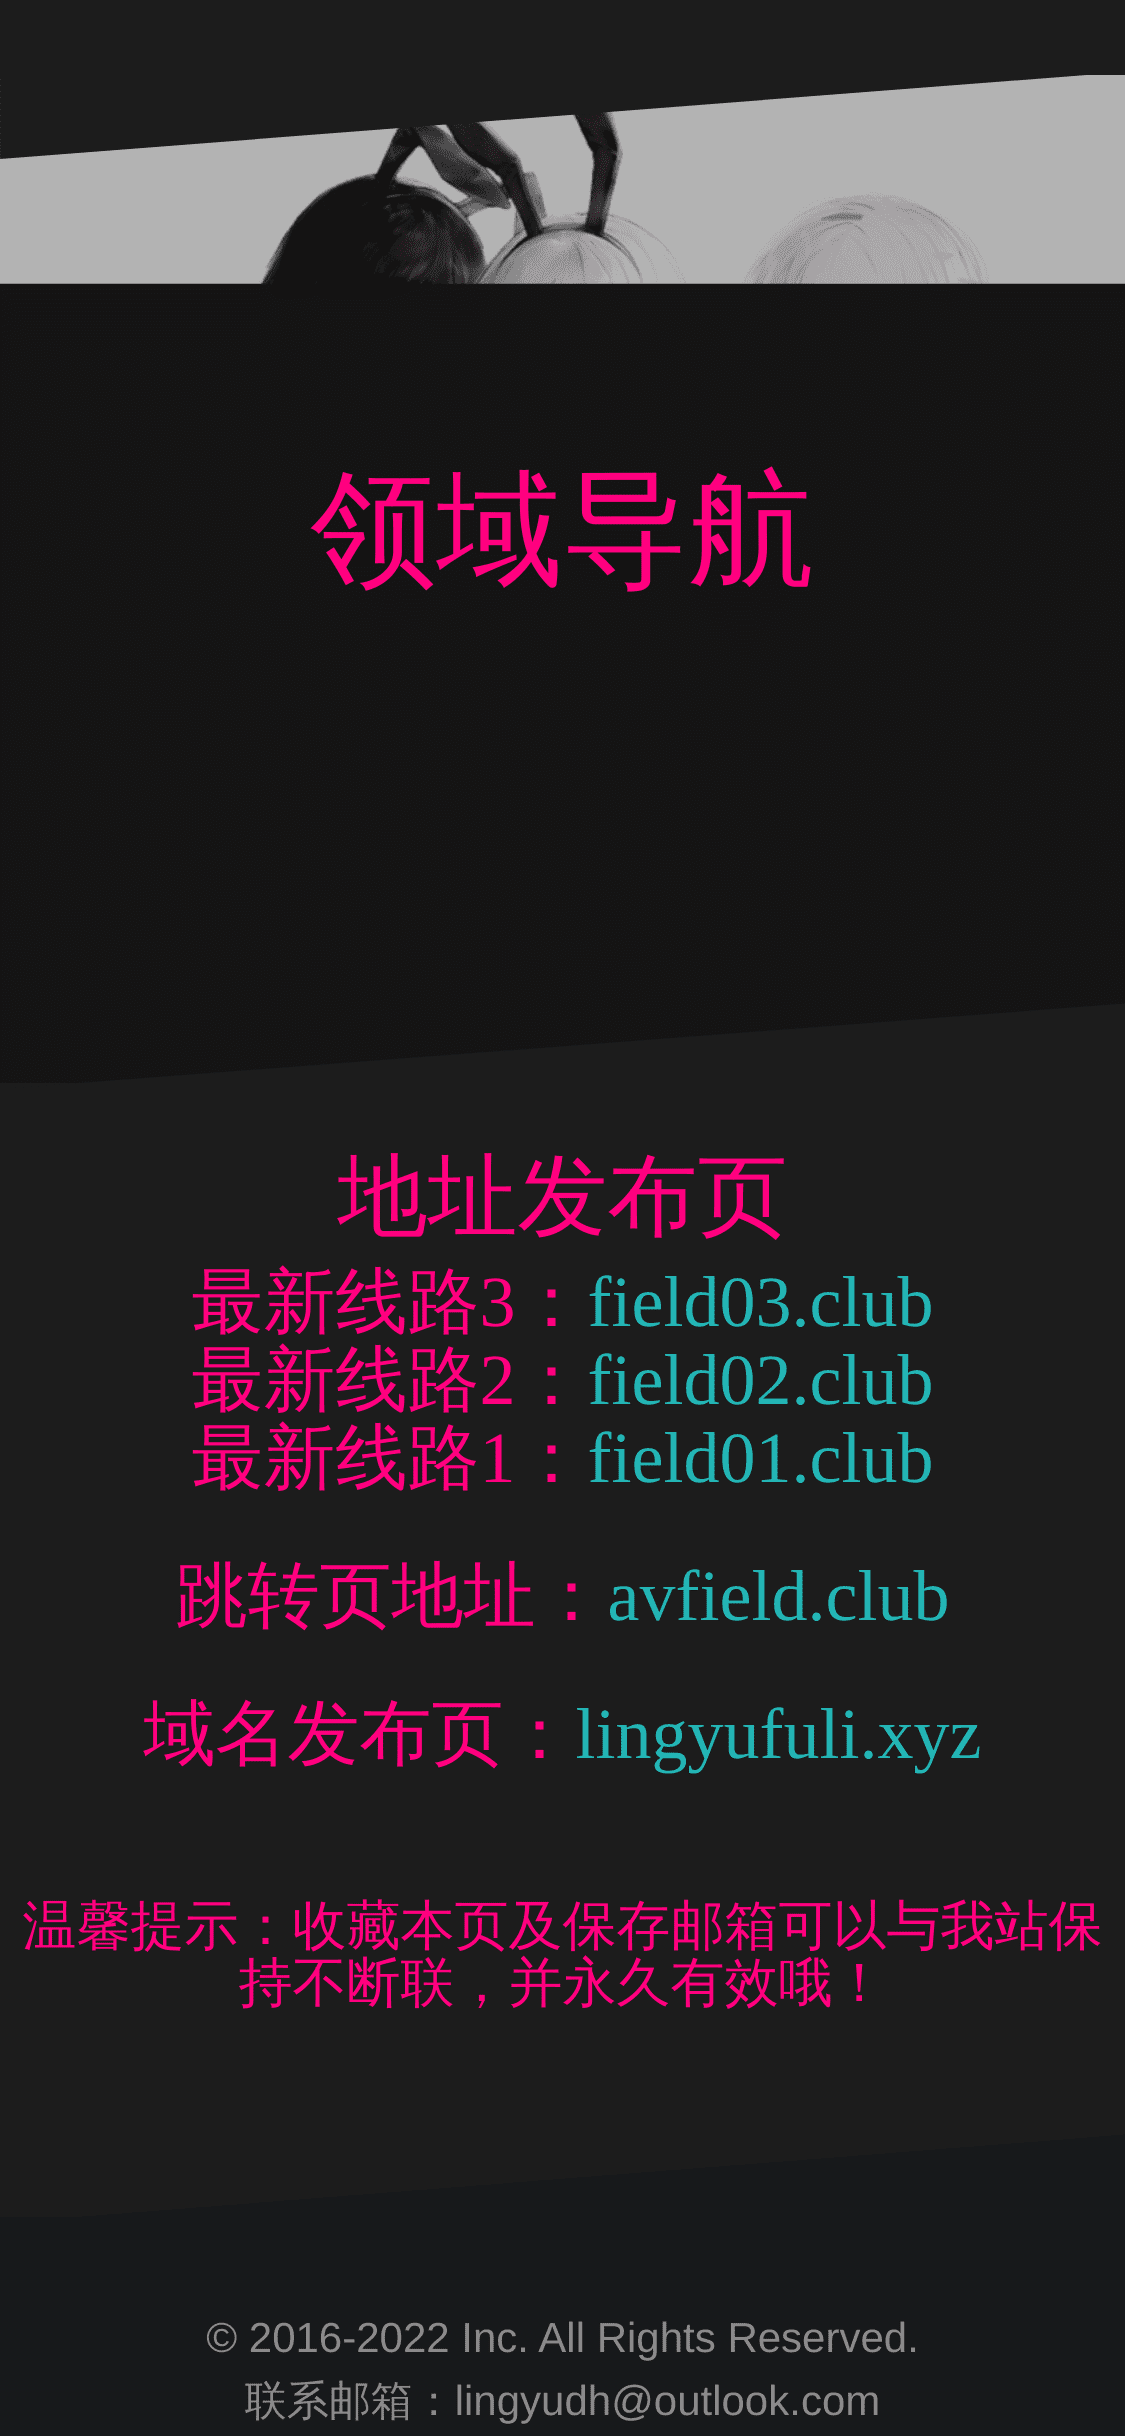 领域导航
地址发布页
最新线路3：field03.club
最新线路2：field02.club
最新线路1：field01.club
跳转页地址：avfield.club
域名发布页：lingyufuli.xyz
温馨提示：收藏本页及保存邮箱可以与我站保
持不断联，并永久有效哦！
© 2016-2022 Inc. All Rights Reserved.
联系邮箱：lingyudh@outlook.com